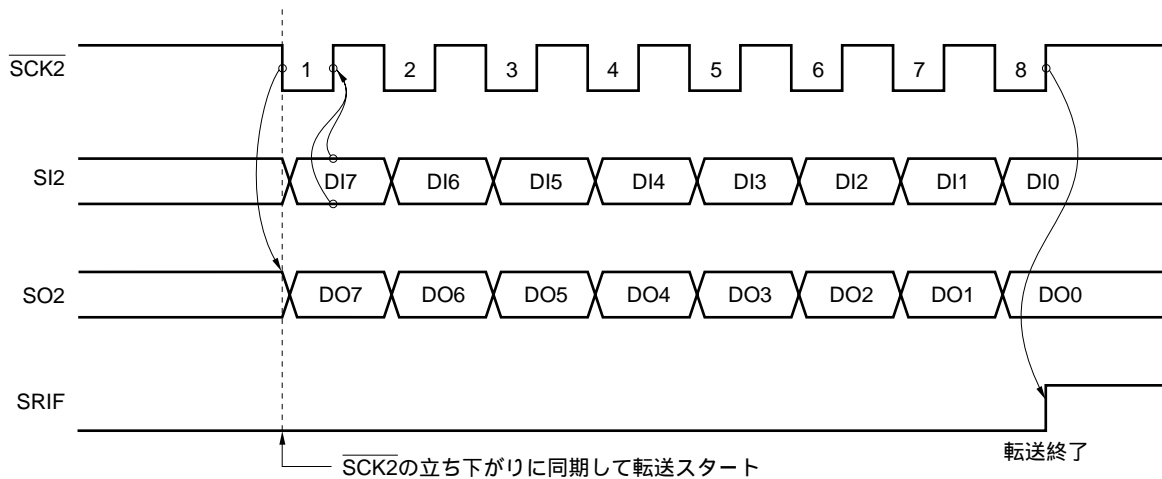 SCK2
1 2 3 4 5 6 7 8
SI2
DI7 DI6 DI5 DI4 DI3 DI2 DI1 DI0
SO2
DO7 DO6 DO5 DO4 DO3 DO2 DO1 DO0
SRIF
転送終了
SCK2の立ち下がりに同期して転送スタート